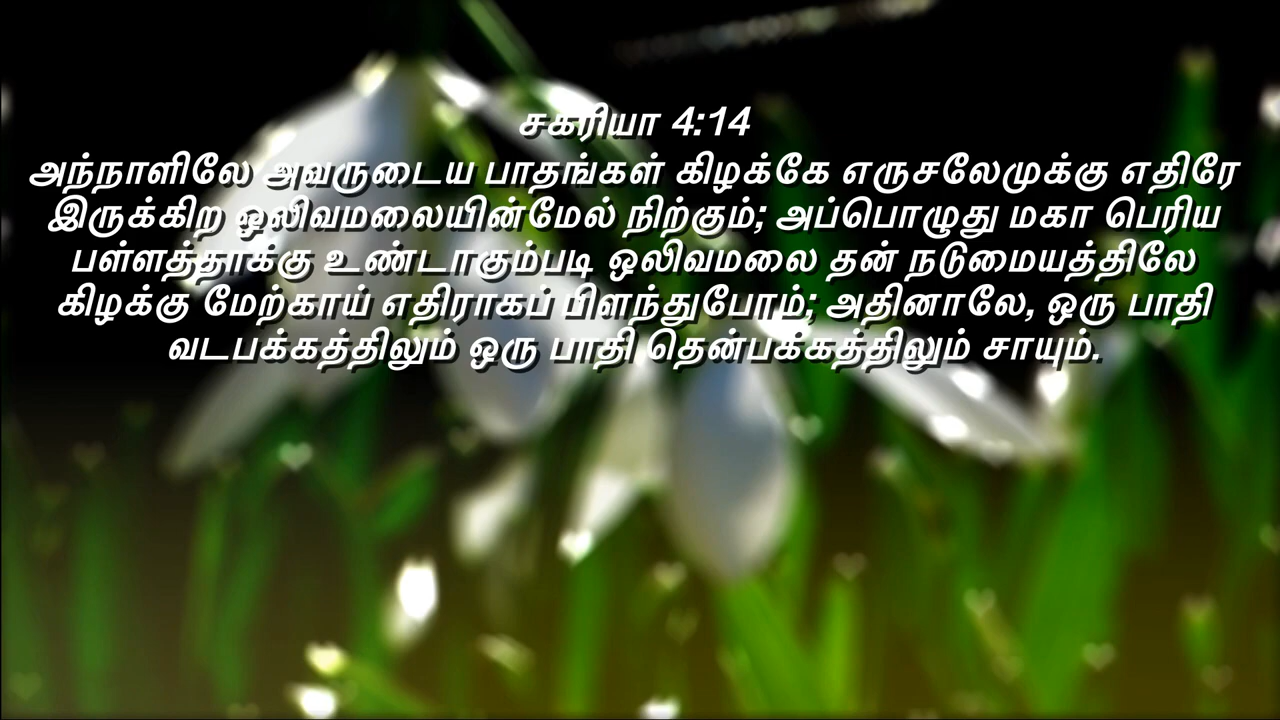 சகரியா 4:14
அந்நாளிலே அவருடைய பாதங்கள் கிழக்கே எருசலேமுக்கு எதிரே
இருக்கிற ஒலிவமலையின்மேல் நிற்கும்; அப்பொழுது மகா பெரிய
பள்ளத்தாக்கு உண்டாகும்படி ஒலிவமலை தன் நடுமையத்திலே
கிழக்கு மேற்காய் எதிராகப் பிளந்துபோம்; அதினாலே, ஒரு பாதி
வடபக்கத்திலும் ஒரு பாதி தென்பக்கத்திலும் சாயும்.